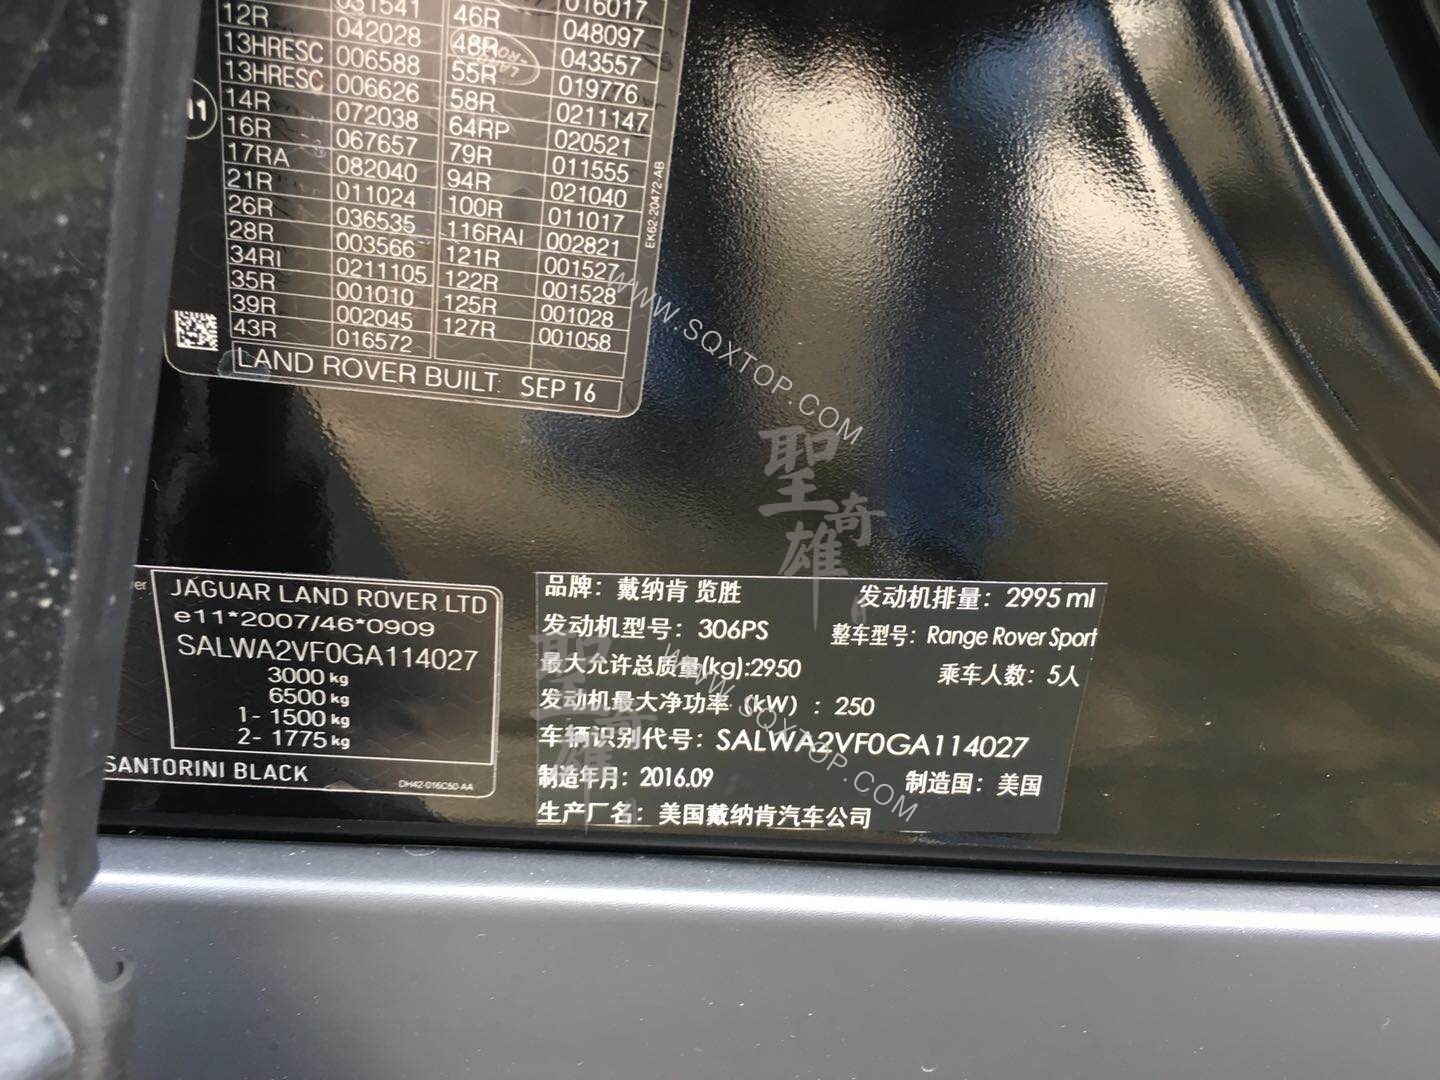 12R 042028 46R 016017
13HRESC 006588 48R 048097
13HRESC 006626 55R 043557
14R 072038 58R 019776
16R 067657 64RP 0211147
17RA 082040 79R 020521
21R 011024 94R 011555
26R 036535 100R 021040
28R 003566 116RAI 011017
34RI 0211105 121R 002821
35R 001010 122R 001527
39R 002045 125R 001528
43R 016572 127R 001028
001058
LAND ROVER BUILT: SEP 16
EK62-20472-AB
11
JAGUAR LAND ROVER LTD
e11*2007/46*0909
SALWA2VF0GA114027
3000 kg
6500 kg
1- 1500 kg
2- 1775 kg
SANTORINI BLACK
DH42-016C50-AA
品牌：戴纳肯 览胜 发动机排量：2995 ml
发动机型号：306PS 整车型号：Range Rover Sport
最大允许总质量(kg):2950 乘车人数：5人
发动机最大净功率（kW）：250
车辆识别代号：SALWA2VF0GA114027
制造年月：2016.09 制造国：美国
生产厂名：美国戴纳肯汽车公司
WWW.SQXTOP.COM
聖奇雄
WWW.SQXTOP.COM
聖奇雄